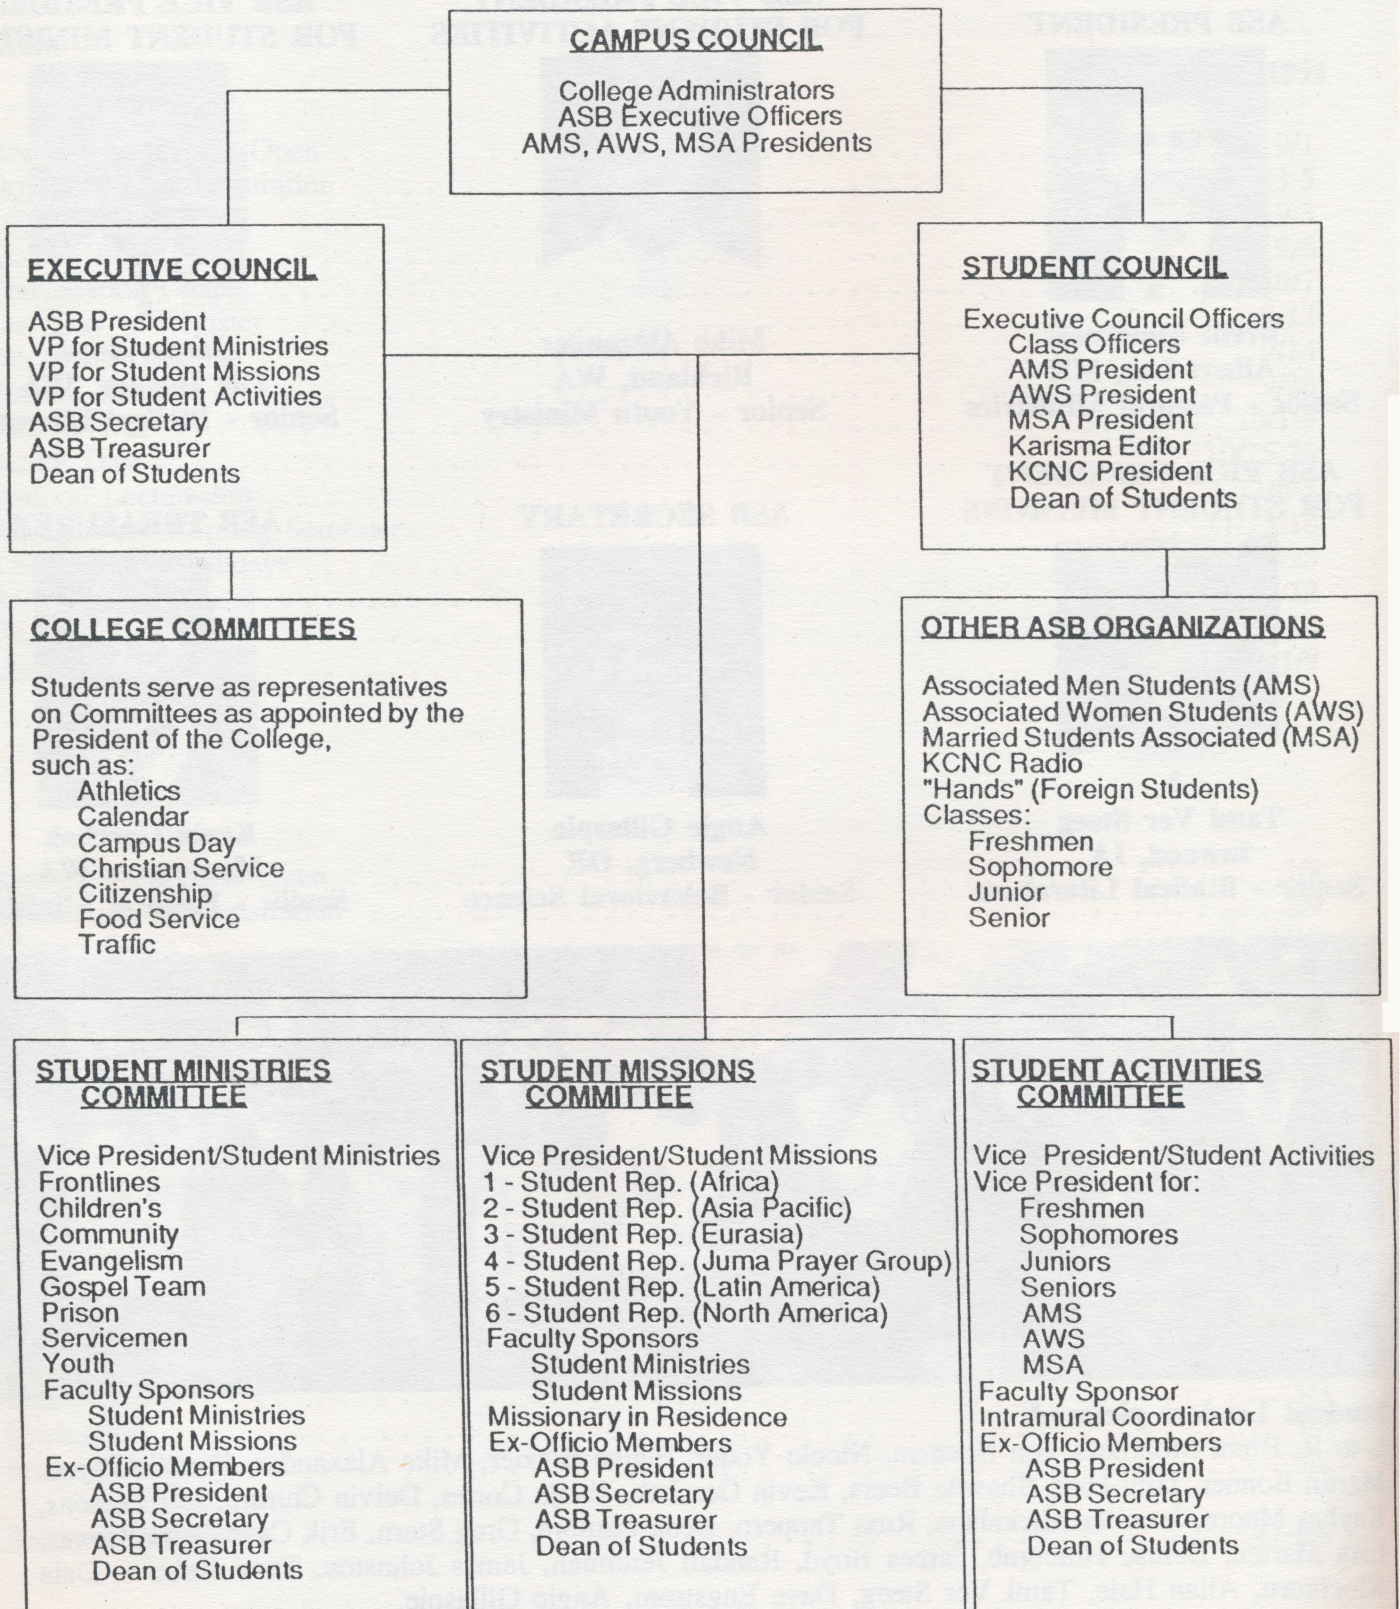 CAMPUS COUNCIL
College Administrators
ASB Executive Officers
AMS, AWS, MSA Presidents
EXECUTIVE COUNCIL
ASB President
VP for Student Ministries
VP for Student Missions
VP for Student Activities
ASB Secretary
ASB Treasurer
Dean of Students
STUDENT COUNCIL
Executive Council Officers
Class Officers
AMS President
AWS President
MSA President
Karisma Editor
KCNC President
Dean of Students
COLLEGE COMMITTEES
Students serve as representatives
on Committees as appointed by the
President of the College,
such as:
Athletics
Calendar
Campus Day
Christian Service
Citizenship
Food Service
Traffic
OTHER ASB ORGANIZATIONS
Associated Men Students (AMS)
Associated Women Students (AWS)
Married Students Associated (MSA)
KCNC Radio
"Hands" (Foreign Students)
Classes:
Freshmen
Sophomore
Junior
Senior
STUDENT MINISTRIES
COMMITTEE
Vice President/Student Ministries
Frontlines
Children's
Community
Evangelism
Gospel Team
Prison
Servicemen
Youth
Faculty Sponsors
Student Ministries
Student Missions
Ex-Officio Members
ASB President
ASB Secretary
ASB Treasurer
Dean of Students
STUDENT MISSIONS
COMMITTEE
Vice President/Student Missions
1 - Student Rep. (Africa)
2 - Student Rep. (Asia Pacific)
3 - Student Rep. (Eurasia)
4 - Student Rep. (Juma Prayer Group)
5 - Student Rep. (Latin America)
6 - Student Rep. (North America)
Faculty Sponsors
Student Ministries
Student Missions
Missionary in Residence
Ex-Officio Members
ASB President
ASB Secretary
ASB Treasurer
Dean of Students
STUDENT ACTIVITIES
COMMITTEE
Vice President/Student Activities
Vice President for:
Freshmen
Sophomores
Juniors
Seniors
AMS
AWS
MSA
Faculty Sponsor
Intramural Coordinator
Ex-Officio Members
ASB President
ASB Secretary
ASB Treasurer
Dean of Students